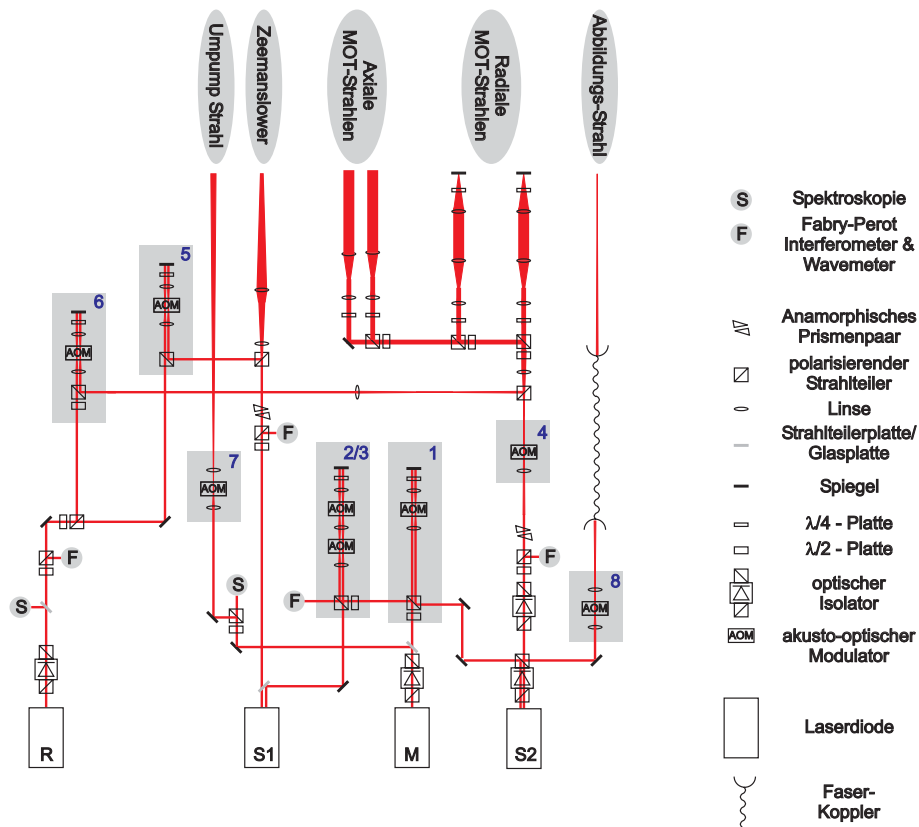 Umpump Strahl
Zeemanslower
Axiale
MOT-Strahlen
Radiale
MOT-Strahlen
Abbildungs-Strahl
S
Spektroskopie
F
Fabry-Perot
Interferometer &
Wavemeter
Anamorphisches
Prismenpaar
polarisierender
Strahlteiler
Linse
Strahlteilerplatte/
Glasplatte
Spiegel
λ/4 - Platte
λ/2 - Platte
optischer
Isolator
AOM
akusto-optischer
Modulator
Laserdiode
Faser-
Koppler
5
AOM
6
AOM
F
4
AOM
7
AOM
2/3
AOM
AOM
1
AOM
F
F
S
S
F
8
AOM
R
S1
M
S2